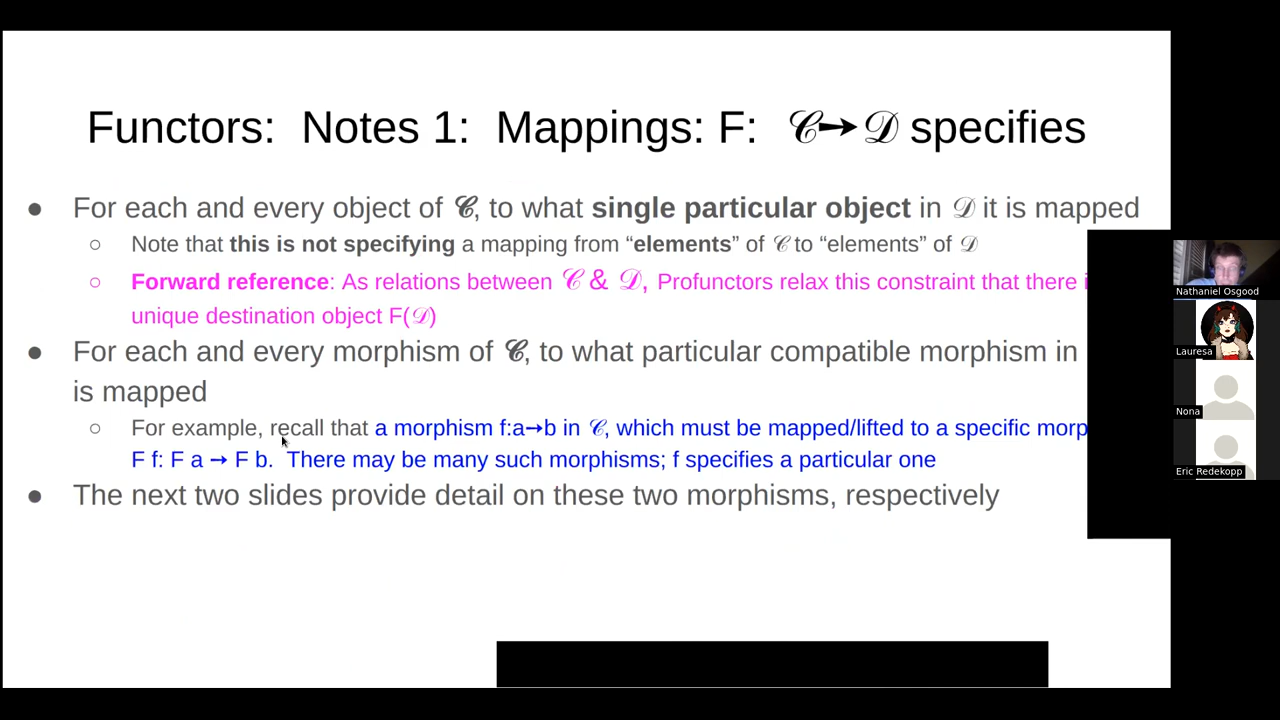 Functors: Notes 1: Mappings: F: 𝒞→𝒟 specifies
● For each and every object of 𝒞, to what single particular object in 𝒟 it is mapped
○ Note that this is not specifying a mapping from “elements” of 𝒞 to “elements” of 𝒟
○ Forward reference: As relations between 𝒞 & 𝒟, Profunctors relax this constraint that there
unique destination object F(𝒟)
● For each and every morphism of 𝒞, to what particular compatible morphism in
is mapped
○ For example, recall that a morphism f:a→b in 𝒞, which must be mapped/lifted to a specific morp
F f: F a → F b. There may be many such morphisms; f specifies a particular one
● The next two slides provide detail on these two morphisms, respectively
Nathaniel Osgood
Lauresa
Nona
Eric Redekopp